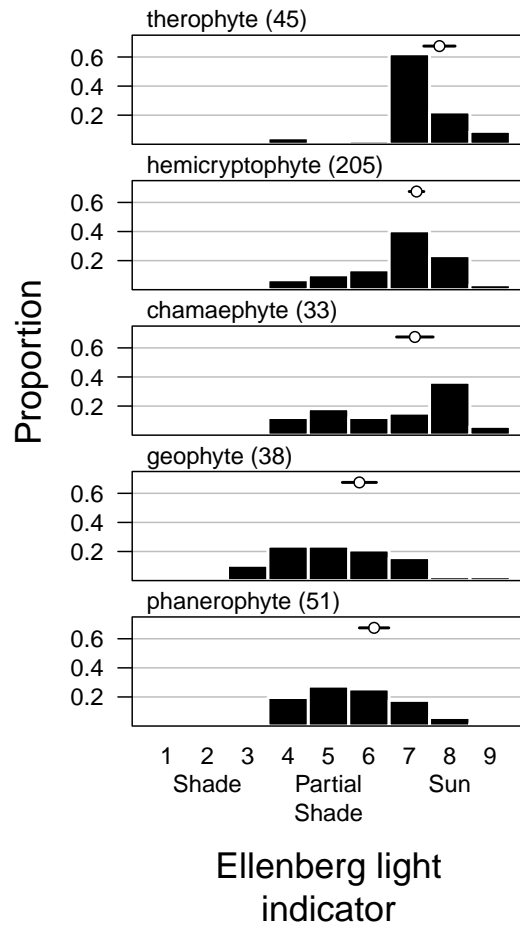 therophyte (45)
0.6
0.4
0.2
hemicryptophyte (205)
0.6
0.4
0.2
chamaephyte (33)
0.6
0.4
0.2
geophyte (38)
0.6
0.4
0.2
phanerophyte (51)
0.6
0.4
0.2
Proportion
1 2 3 4 5 6 7 8 9
Shade Partial Sun
Shade
Ellenberg light
indicator